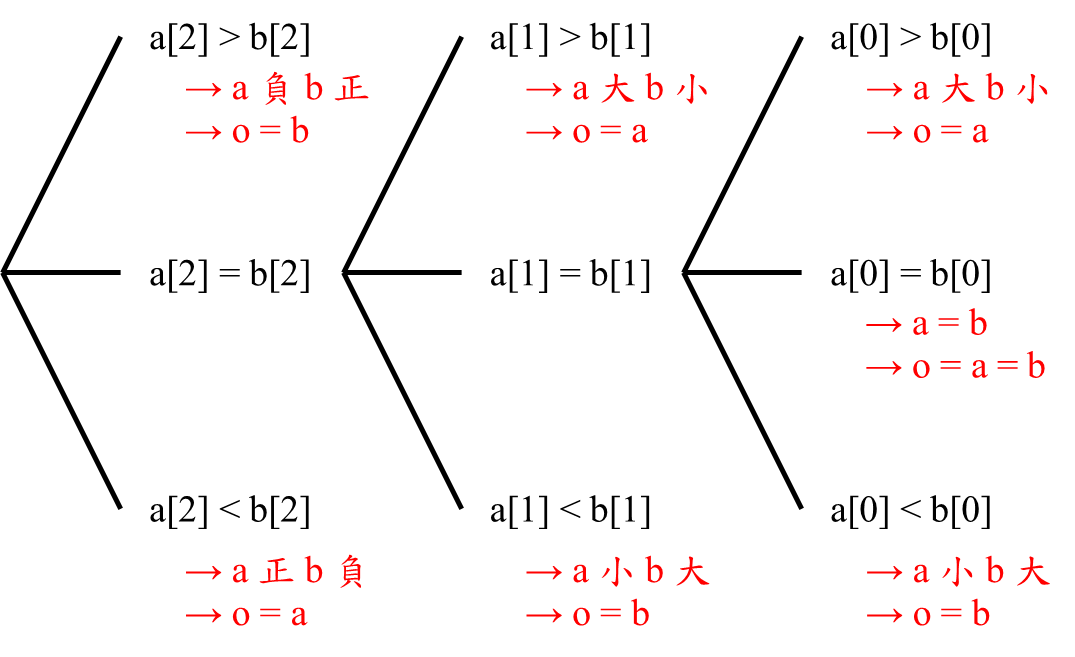 a[2] > b[2]
→ a 負 b 正
→ o = b
a[1] > b[1]
→ a 大 b 小
→ o = a
a[0] > b[0]
→ a 大 b 小
→ o = a
a[2] = b[2]
a[1] = b[1]
a[0] = b[0]
→ a = b
→ o = a = b
a[2] < b[2]
→ a 正 b 負
→ o = a
a[1] < b[1]
→ a 小 b 大
→ o = b
a[0] < b[0]
→ a 小 b 大
→ o = b